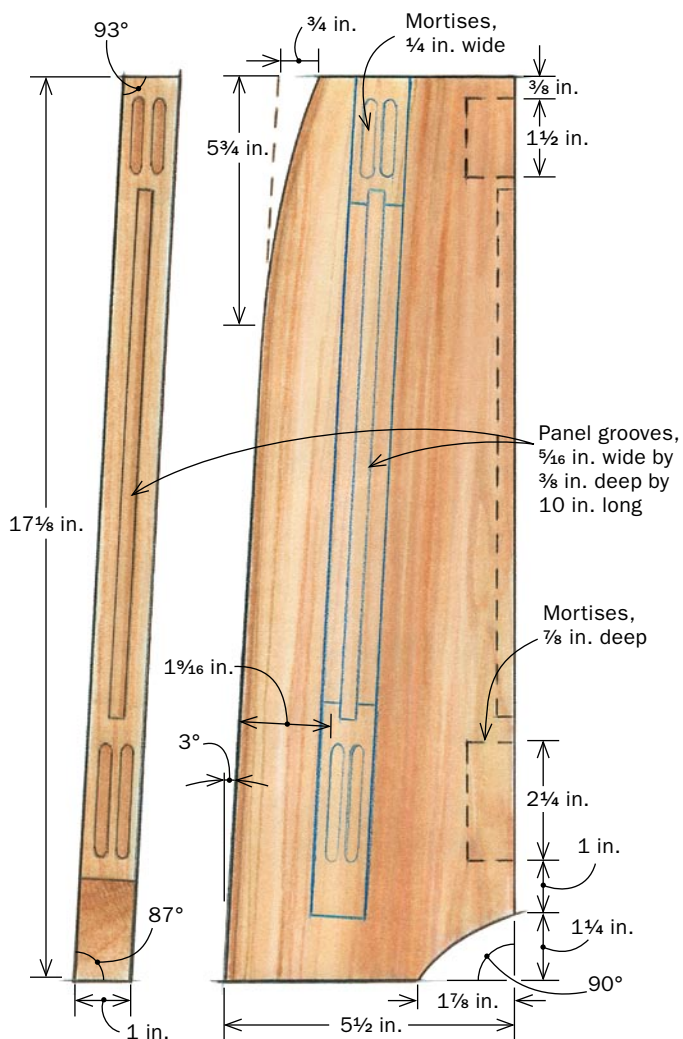 93°
¾ in.
Mortises,
¼ in. wide
⅜ in.
1½ in.
5¾ in.
Panel grooves,
5⁄16 in. wide by
⅜ in. deep by
10 in. long
17⅛ in.
Mortises,
⅞ in. deep
19⁄16 in.
3°
2¼ in.
1 in.
87°
1¼ in.
90°
1⅞ in.
5½ in.
1 in.